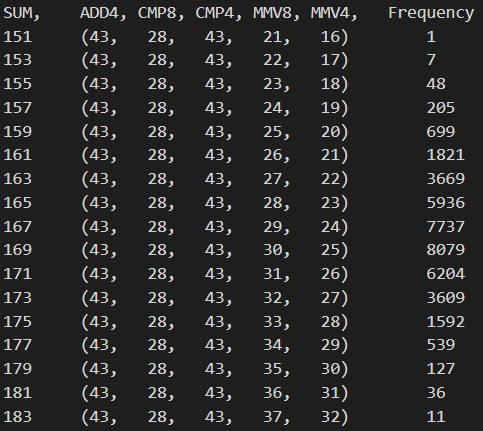 SUM,    ADD4, CMP8, CMP4, MMV8, MMV4,   Frequency
151     (43,   28,   43,   21,   16)        1
153     (43,   28,   43,   22,   17)        7
155     (43,   28,   43,   23,   18)        48
157     (43,   28,   43,   24,   19)        205
159     (43,   28,   43,   25,   20)        699
161     (43,   28,   43,   26,   21)        1821
163     (43,   28,   43,   27,   22)        3669
165     (43,   28,   43,   28,   23)        5936
167     (43,   28,   43,   29,   24)        7737
169     (43,   28,   43,   30,   25)        8079
171     (43,   28,   43,   31,   26)        6204
173     (43,   28,   43,   32,   27)        3609
175     (43,   28,   43,   33,   28)        1592
177     (43,   28,   43,   34,   29)        539
179     (43,   28,   43,   35,   30)        127
181     (43,   28,   43,   36,   31)        36
183     (43,   28,   43,   37,   32)        11